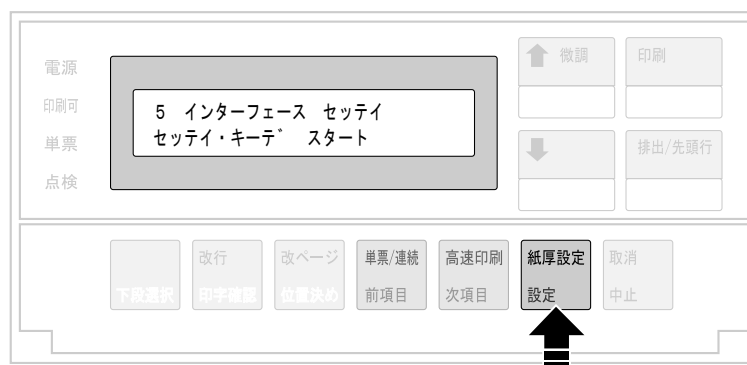 電源
印刷可
単票
点検
5 インターフェース セッテイ
セッテイ・キーデ スタート
微調
印刷
排出/先頭行
下段選択
改行
印字確認
改ページ
位置決め
単票/連続
前項目
高速印刷
次項目
紙厚設定
設定
取消
中止